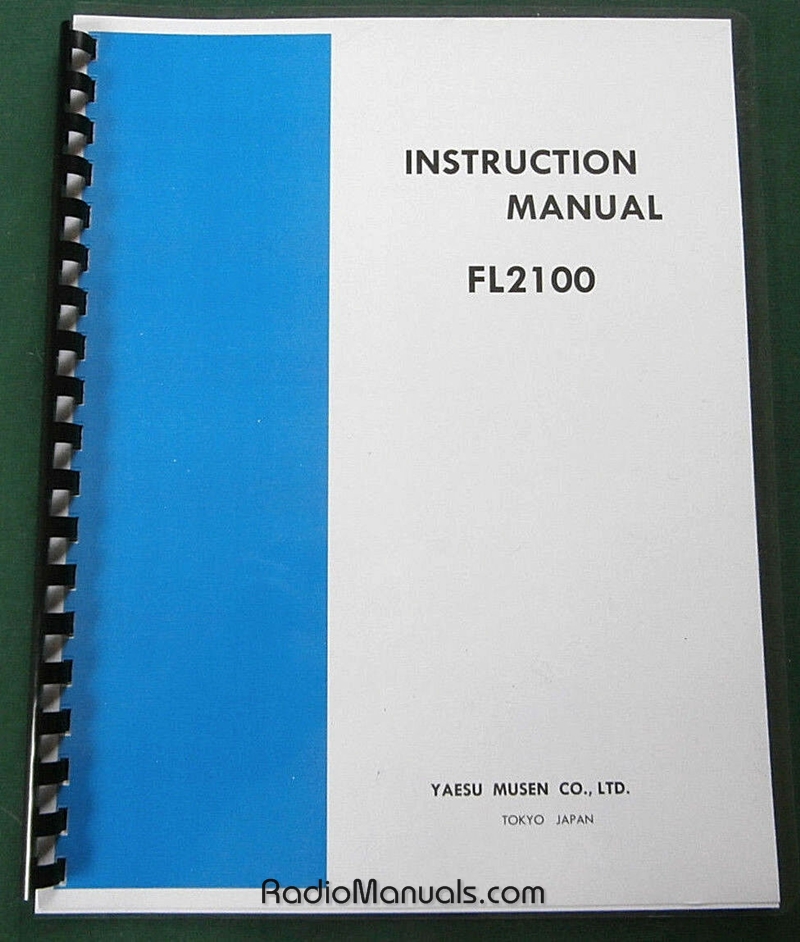 INSTRUCTION
MANUAL
FL2100
YAESU MUSEN CO., LTD.
TOKYO JAPAN
RadioManuals.com